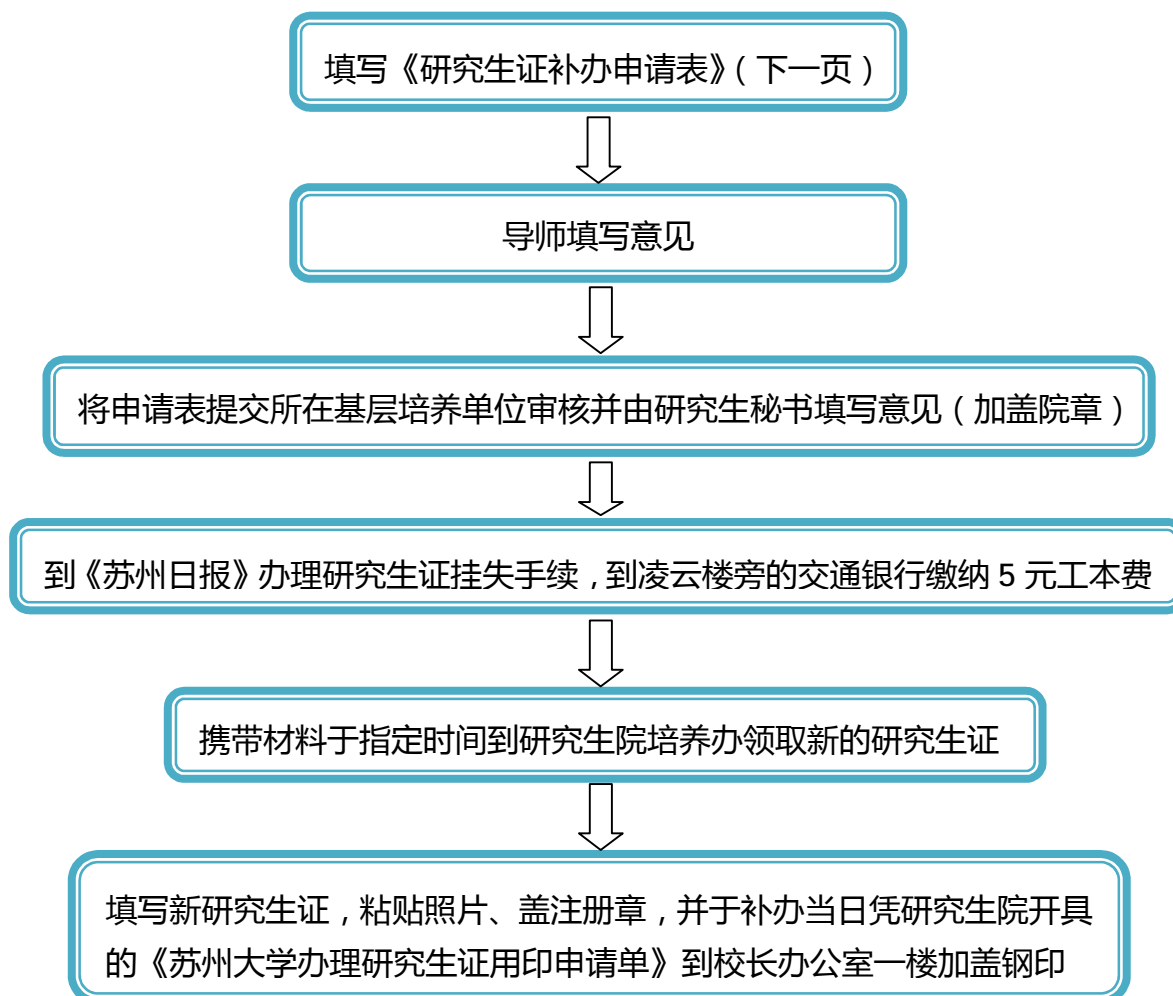 填写《研究生证补办申请表》（下一页）
导师填写意见
将申请表提交所在基层培养单位审核并由研究生秘书填写意见（加盖院章）
到《苏州日报》办理研究生证挂失手续，到凌云楼旁的交通银行缴纳 5 元工本费
携带材料于指定时间到研究生院培养办领取新的研究生证
填写新研究生证，粘贴照片、盖注册章，并于补办当日凭研究生院开具
的《苏州大学办理研究生证用印申请单》到校长办公室一楼加盖钢印